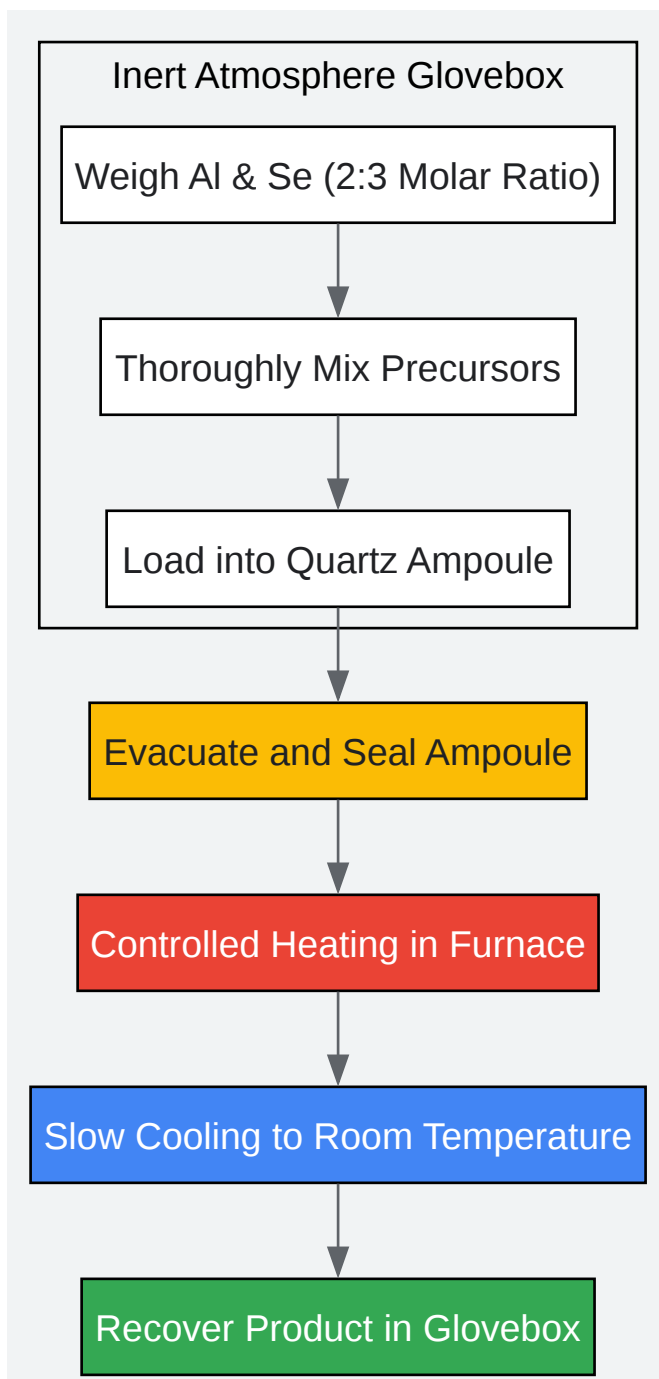 Inert Atmosphere Glovebox
Weigh Al & Se (2:3 Molar Ratio)
Thoroughly Mix Precursors
Load into Quartz Ampoule
Evacuate and Seal Ampoule
Controlled Heating in Furnace
Slow Cooling to Room Temperature
Recover Product in Glovebox